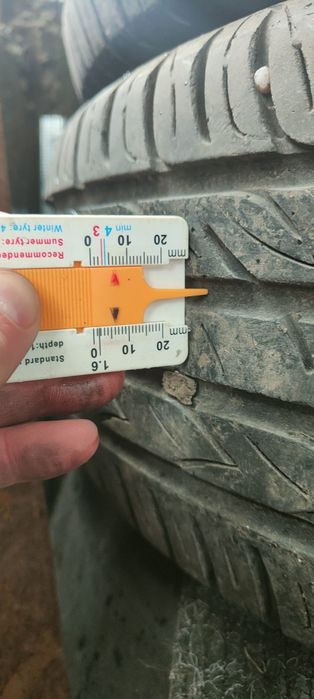 Winter tyre: 4 min 4 3
Summer tyre: 0 10 20 mm
Recommended
0 10 20 mm
Standard
1.6
depth:1